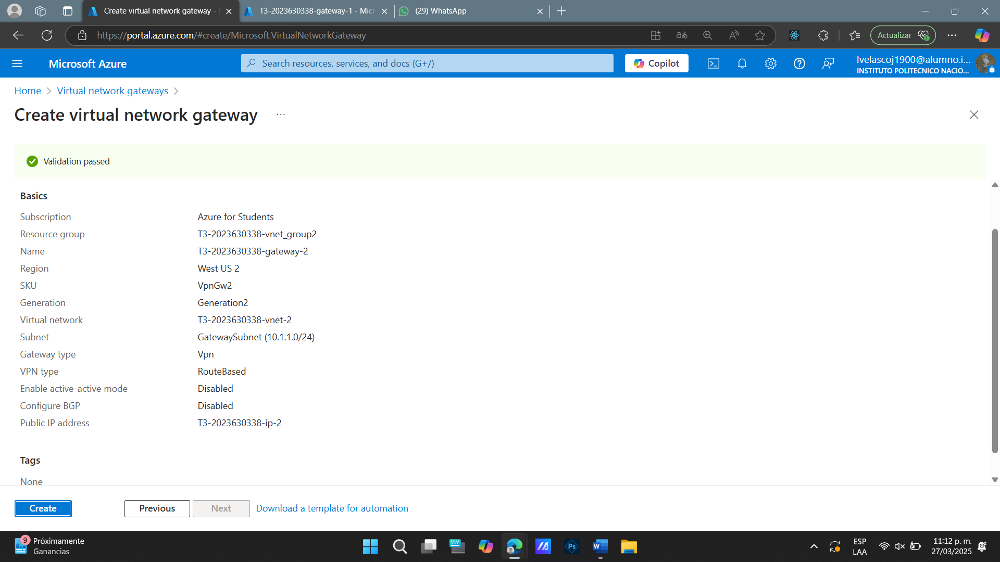 Create virtual network gateway -
T3-2023630338-gateway-1 - Micr
(29) WhatsApp
https://portal.azure.com/#create/Microsoft.VirtualNetworkGateway
Actualizar
Microsoft Azure
Search resources, services, and docs (G+/)
Copilot
lvelascoj1900@alumno.i...
INSTITUTO POLITECNICO NACIO...
Home > Virtual network gateways >
Create virtual network gateway ...
Validation passed
Basics
Subscription Azure for Students
Resource group T3-2023630338-vnet_group2
Name T3-2023630338-gateway-2
Region West US 2
SKU VpnGw2
Generation Generation2
Virtual network T3-2023630338-vnet-2
Subnet GatewaySubnet (10.1.1.0/24)
Gateway type Vpn
VPN type RouteBased
Enable active-active mode Disabled
Configure BGP Disabled
Public IP address T3-2023630338-ip-2
Tags
None
Create Previous Next Download a template for automation
9 Próximamente
Ganancias
ESP
LAA
11:12 p. m.
27/03/2025